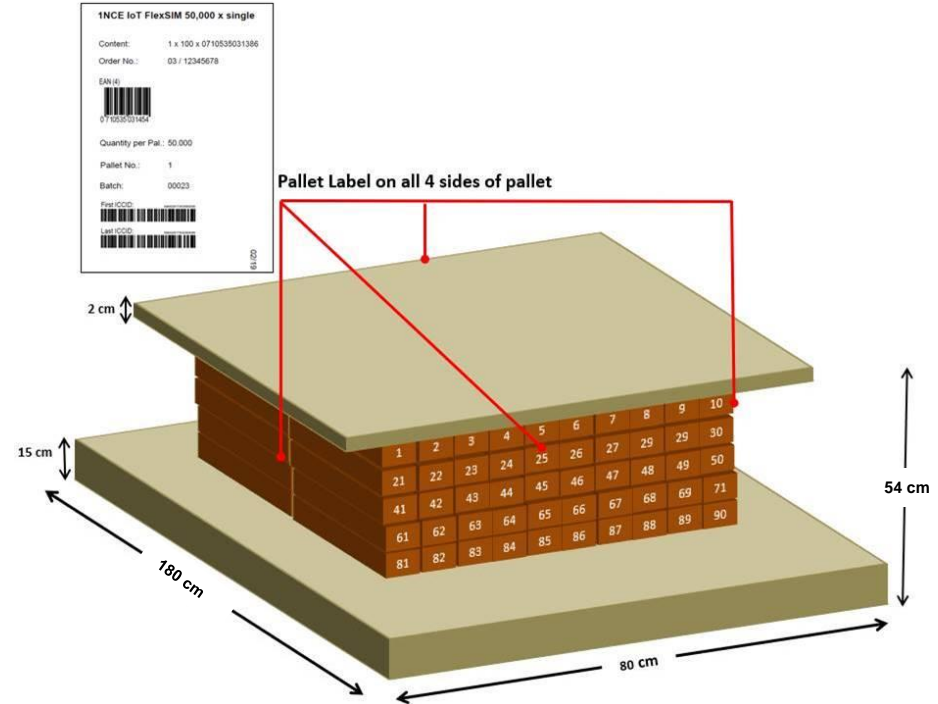 1NCE IoT FlexSIM 50,000 x single
Content: 1 x 100 x 0710535031386
Order No.: 03 / 12345678
EAN (4)
0 710535 031454
Quantity per Pal.: 50.000
Pallet No.: 1
Batch: 00023
First ICCID:
Last ICCID:
02/19
Pallet Label on all 4 sides of pallet
2 cm
15 cm
180 cm
80 cm
54 cm
1 2 3 4 5 6 7 8 9 10
21 22 23 24 25 26 27 29 29 30
41 42 43 44 45 46 47 48 49 50
61 62 63 64 65 66 67 68 69 71
81 82 83 84 85 86 87 88 89 90